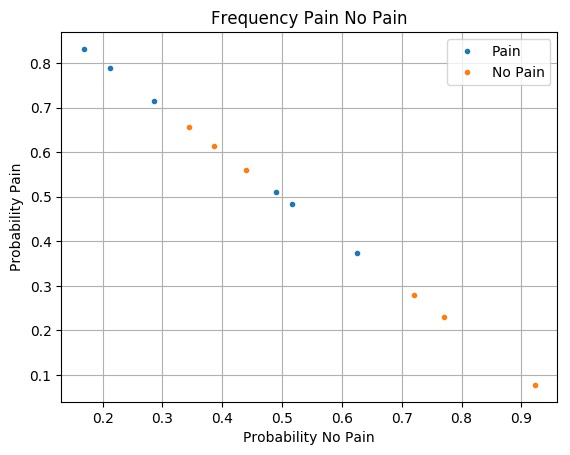 Frequency Pain No Pain
Pain
No Pain
Probability Pain
0.8
0.7
0.6
0.5
0.4
0.3
0.2
0.1
0.2 0.3 0.4 0.5 0.6 0.7 0.8 0.9
Probability No Pain